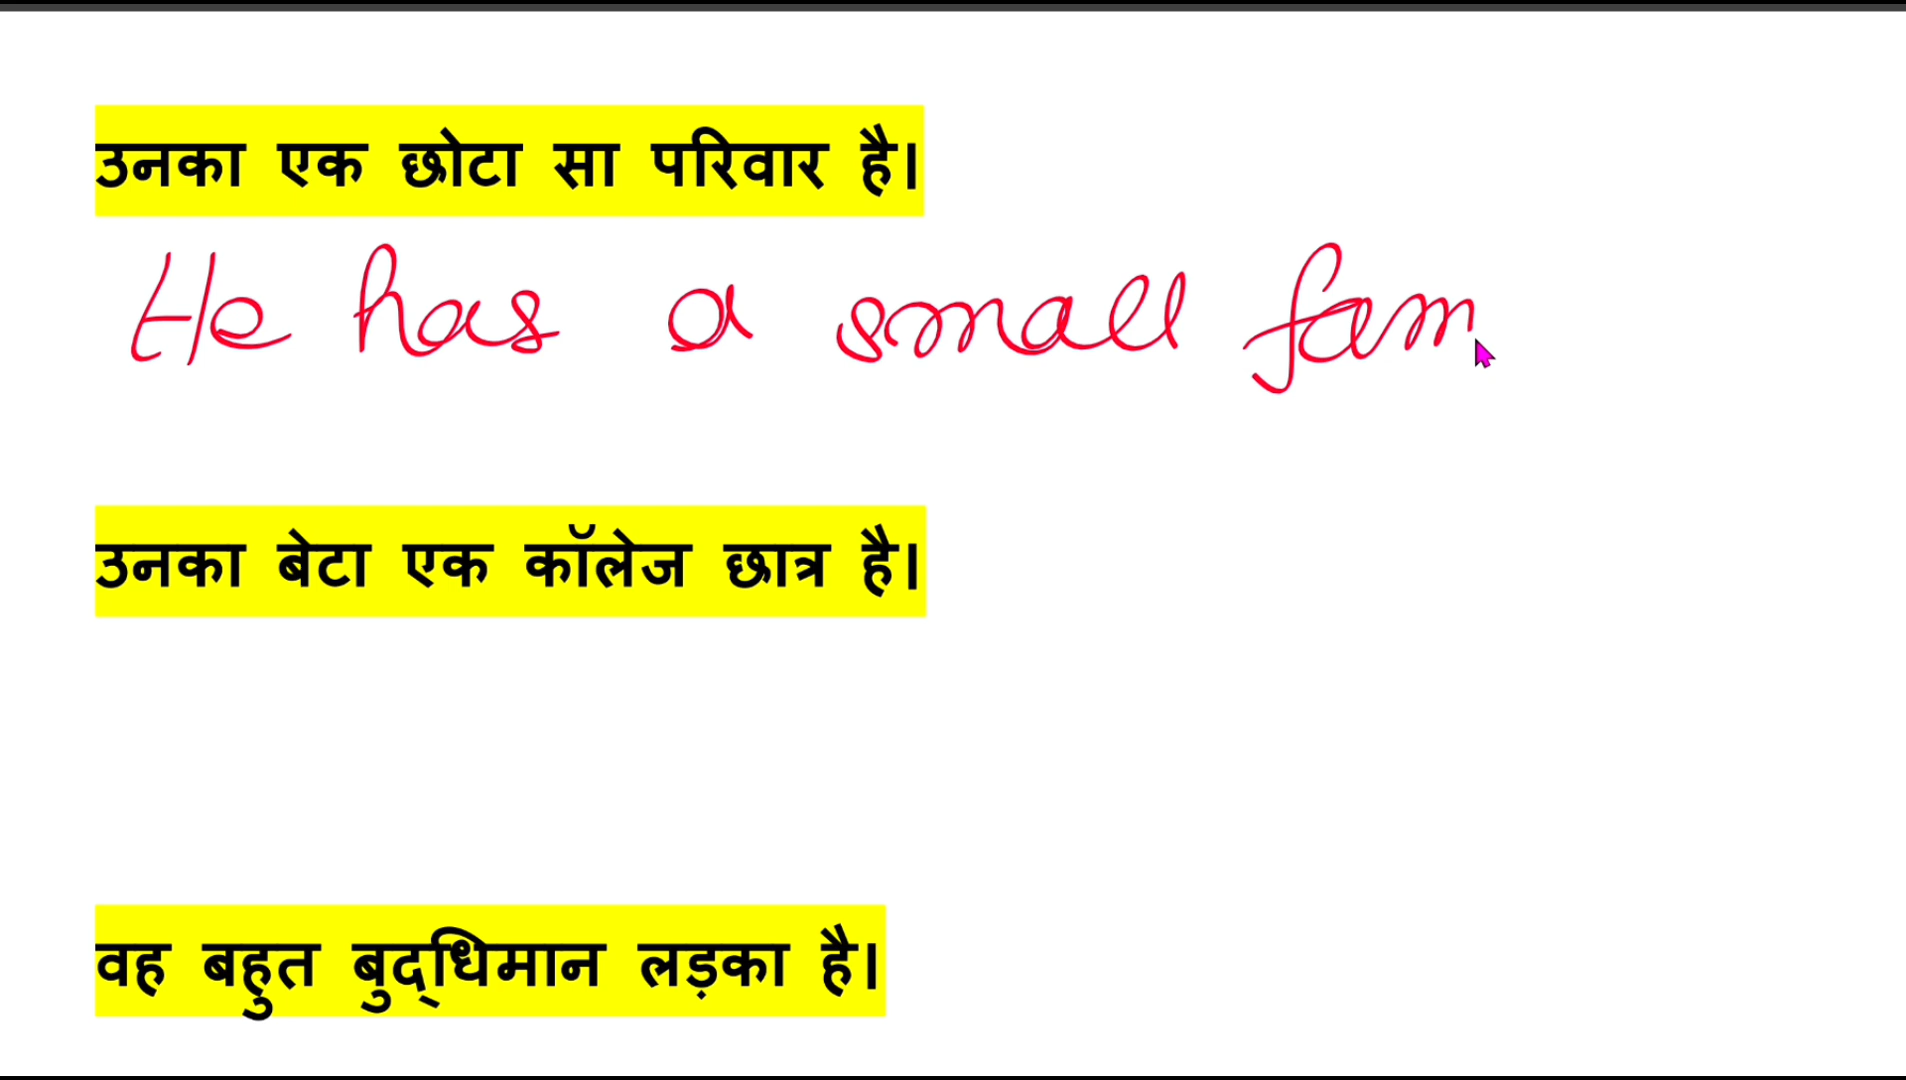 उनका एक छोटा सा परिवार है।
He has a small fam
उनका बेटा एक कॉलेज छात्र है।
वह बहुत बुद्धिमान लड़का है।